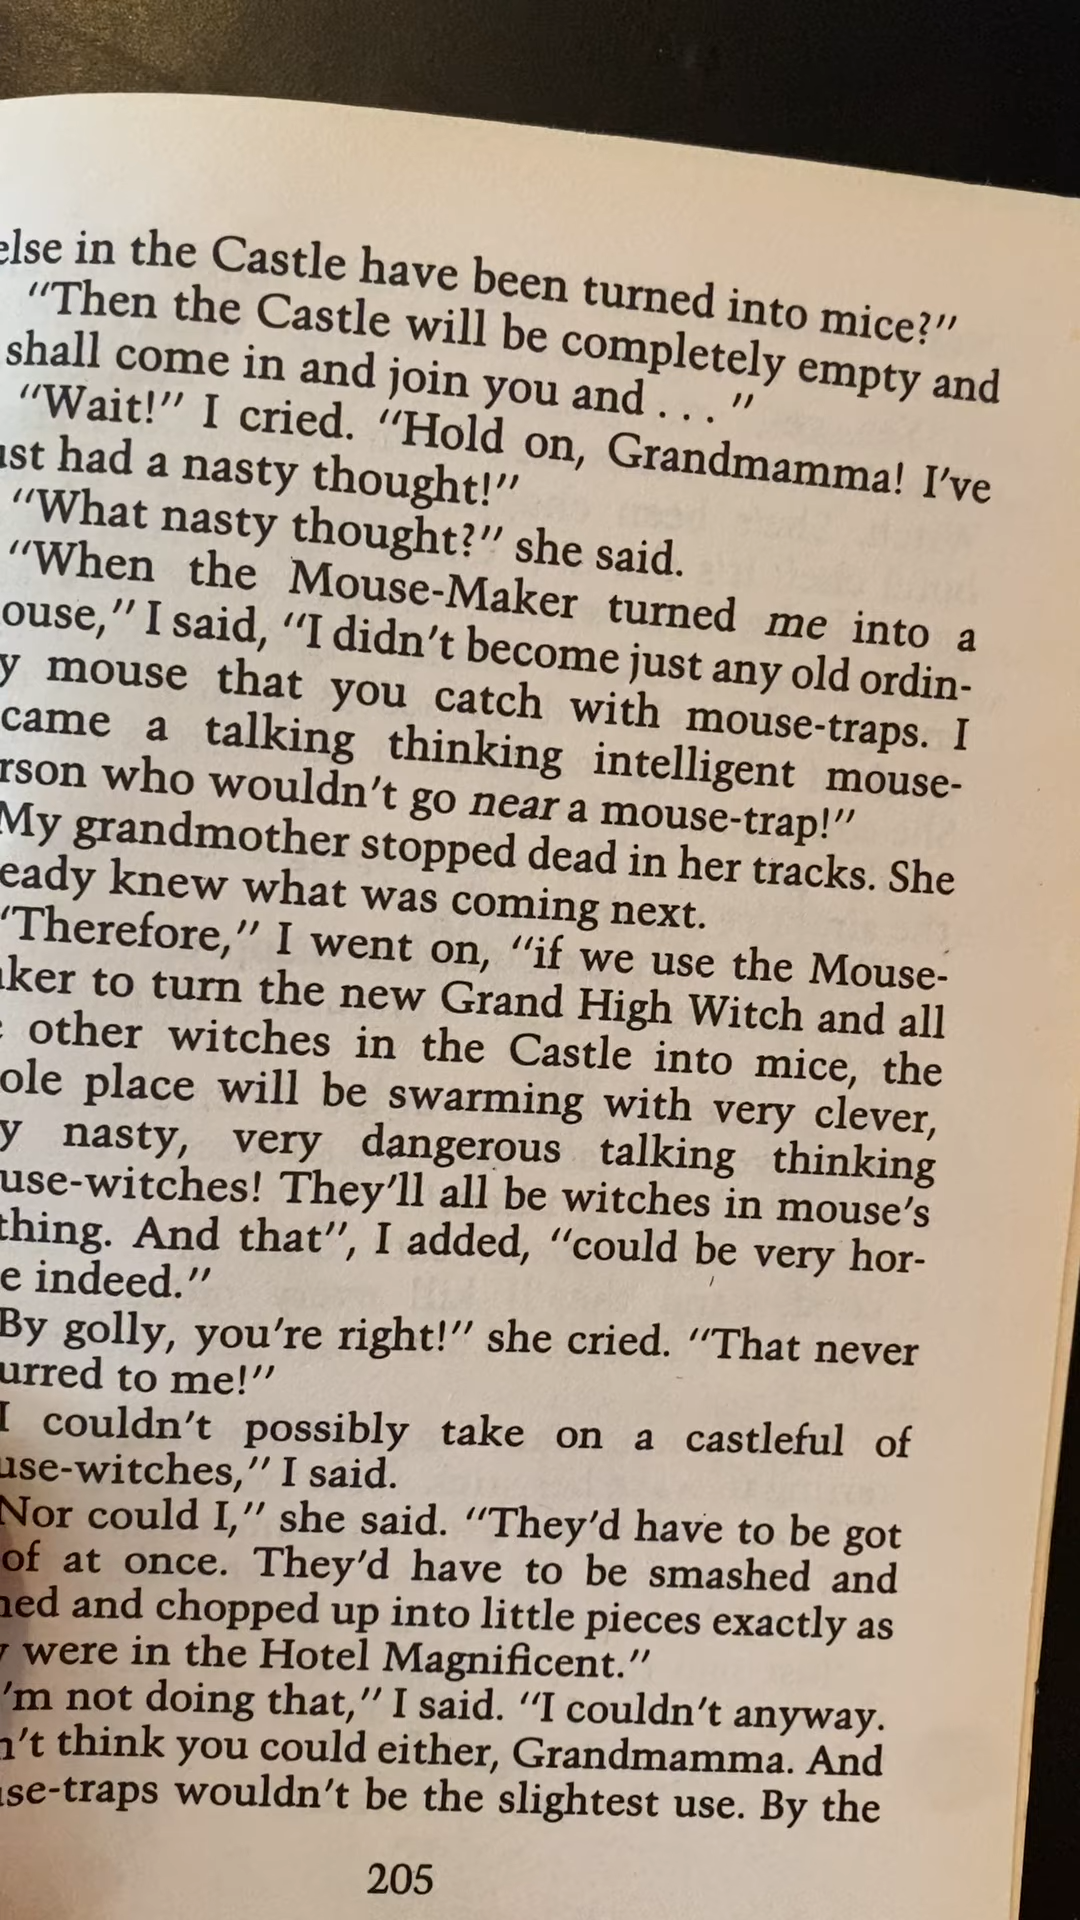 else in the Castle have been turned into mice?"
"Then the Castle will be completely empty and
shall come in and join you and . . . "
"Wait!" I cried. "Hold on, Grandmamma! I've
ust had a nasty thought!"
"What nasty thought?" she said.
"When the Mouse-Maker turned me into a
ouse," I said, "I didn't become just any old ordin-
y mouse that you catch with mouse-traps. I
came a talking thinking intelligent mouse-
rson who wouldn't go near a mouse-trap!"
My grandmother stopped dead in her tracks. She
eady knew what was coming next.
"Therefore," I went on, "if we use the Mouse-
ker to turn the new Grand High Witch and all
other witches in the Castle into mice, the
ole place will be swarming with very clever,
y nasty, very dangerous talking thinking
use-witches! They'll all be witches in mouse's
thing. And that", I added, "could be very hor-
e indeed."
By golly, you're right!" she cried. "That never
urred to me!"
I couldn't possibly take on a castleful of
use-witches," I said.
Nor could I," she said. "They'd have to be got
of at once. They'd have to be smashed and
hed and chopped up into little pieces exactly as
y were in the Hotel Magnificent."
'm not doing that," I said. "I couldn't anyway.
n't think you could either, Grandmamma. And
se-traps wouldn't be the slightest use. By the
205